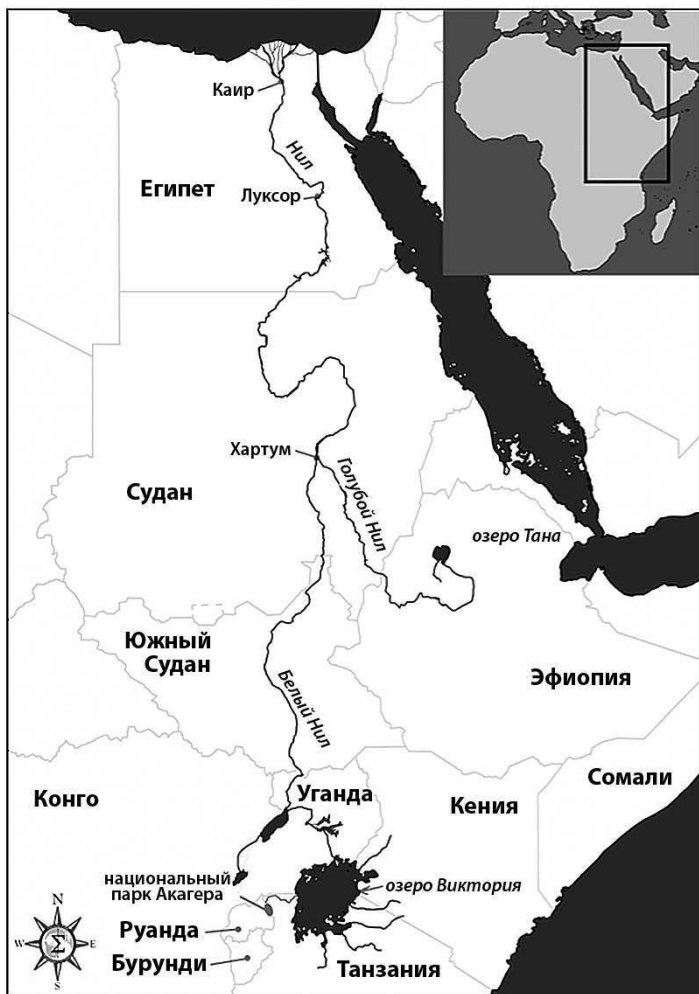 Каир
Нил
Египет
Луксор
Хартум
Голубой Нил
Судан
озеро Тана
Южный
Судан
Эфиопия
Белый Нил
Сомали
Конго
Уганда
Кения
национальный
парк Акагера
озеро Виктория
Руанда
Бурунди
Танзания
N
W
Σ
E
S